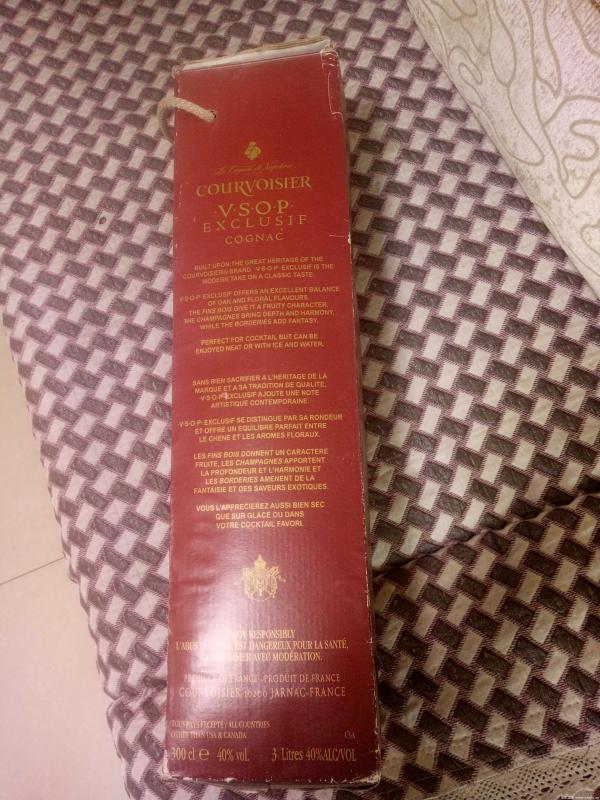 Le Cognac de Napoléon
COURVOISIER
·V·S·O·P·
EXCLUSIF
COGNAC
BUILT UPON THE GREAT HERITAGE OF THE
COURVOISIER® BRAND, ·V·S·O·P· EXCLUSIF IS THE
MODERN TAKE ON A CLASSIC TASTE.
·V·S·O·P· EXCLUSIF OFFERS AN EXCELLENT BALANCE
OF OAK AND FLORAL FLAVOURS,
THE FINS BOIS GIVE IT A FRUITY CHARACTER,
THE CHAMPAGNES BRING DEPTH AND HARMONY,
WHILE THE BORDERIES ADD FANTASY.
PERFECT FOR COCKTAIL BUT CAN BE
ENJOYED NEAT OR WITH ICE AND WATER.
SANS RIEN SACRIFIER A L'HERITAGE DE LA
MARQUE ET A SA TRADITION DE QUALITE,
·V·S·O·P· EXCLUSIF AJOUTE UNE NOTE
ARTISTIQUE CONTEMPORAINE.
·V·S·O·P· EXCLUSIF SE DISTINGUE PAR SA RONDEUR
ET OFFRE UN EQUILIBRE PARFAIT ENTRE
LE CHENE ET LES AROMES FLORAUX.
LES FINS BOIS DONNENT UN CARACTERE
FRUITE, LES CHAMPAGNES APPORTENT
LA PROFONDEUR ET L'HARMONIE ET
LES BORDERIES AMENENT DE LA
FANTAISIE ET DES SAVEURS EXOTIQUES.
VOUS L'APPRECIEREZ AUSSI BIEN SEC
QUE SUR GLACE OU DANS
VOTRE COCKTAIL FAVORI.
ENJOY RESPONSIBLY
L'ABUS EST DANGEREUX POUR LA SANTÉ,
AVEC MODÉRATION.
PRODUCT OF FRANCE - PRODUIT DE FRANCE
COURVOISIER 16206 JARNAC-FRANCE
TOUS PAYS EXCEPTÉ / ALL COUNTRIES
OTHER THAN USA & CANADA
USA
300 cl e 40% vol.
3 Litres 40%ALC/VOL